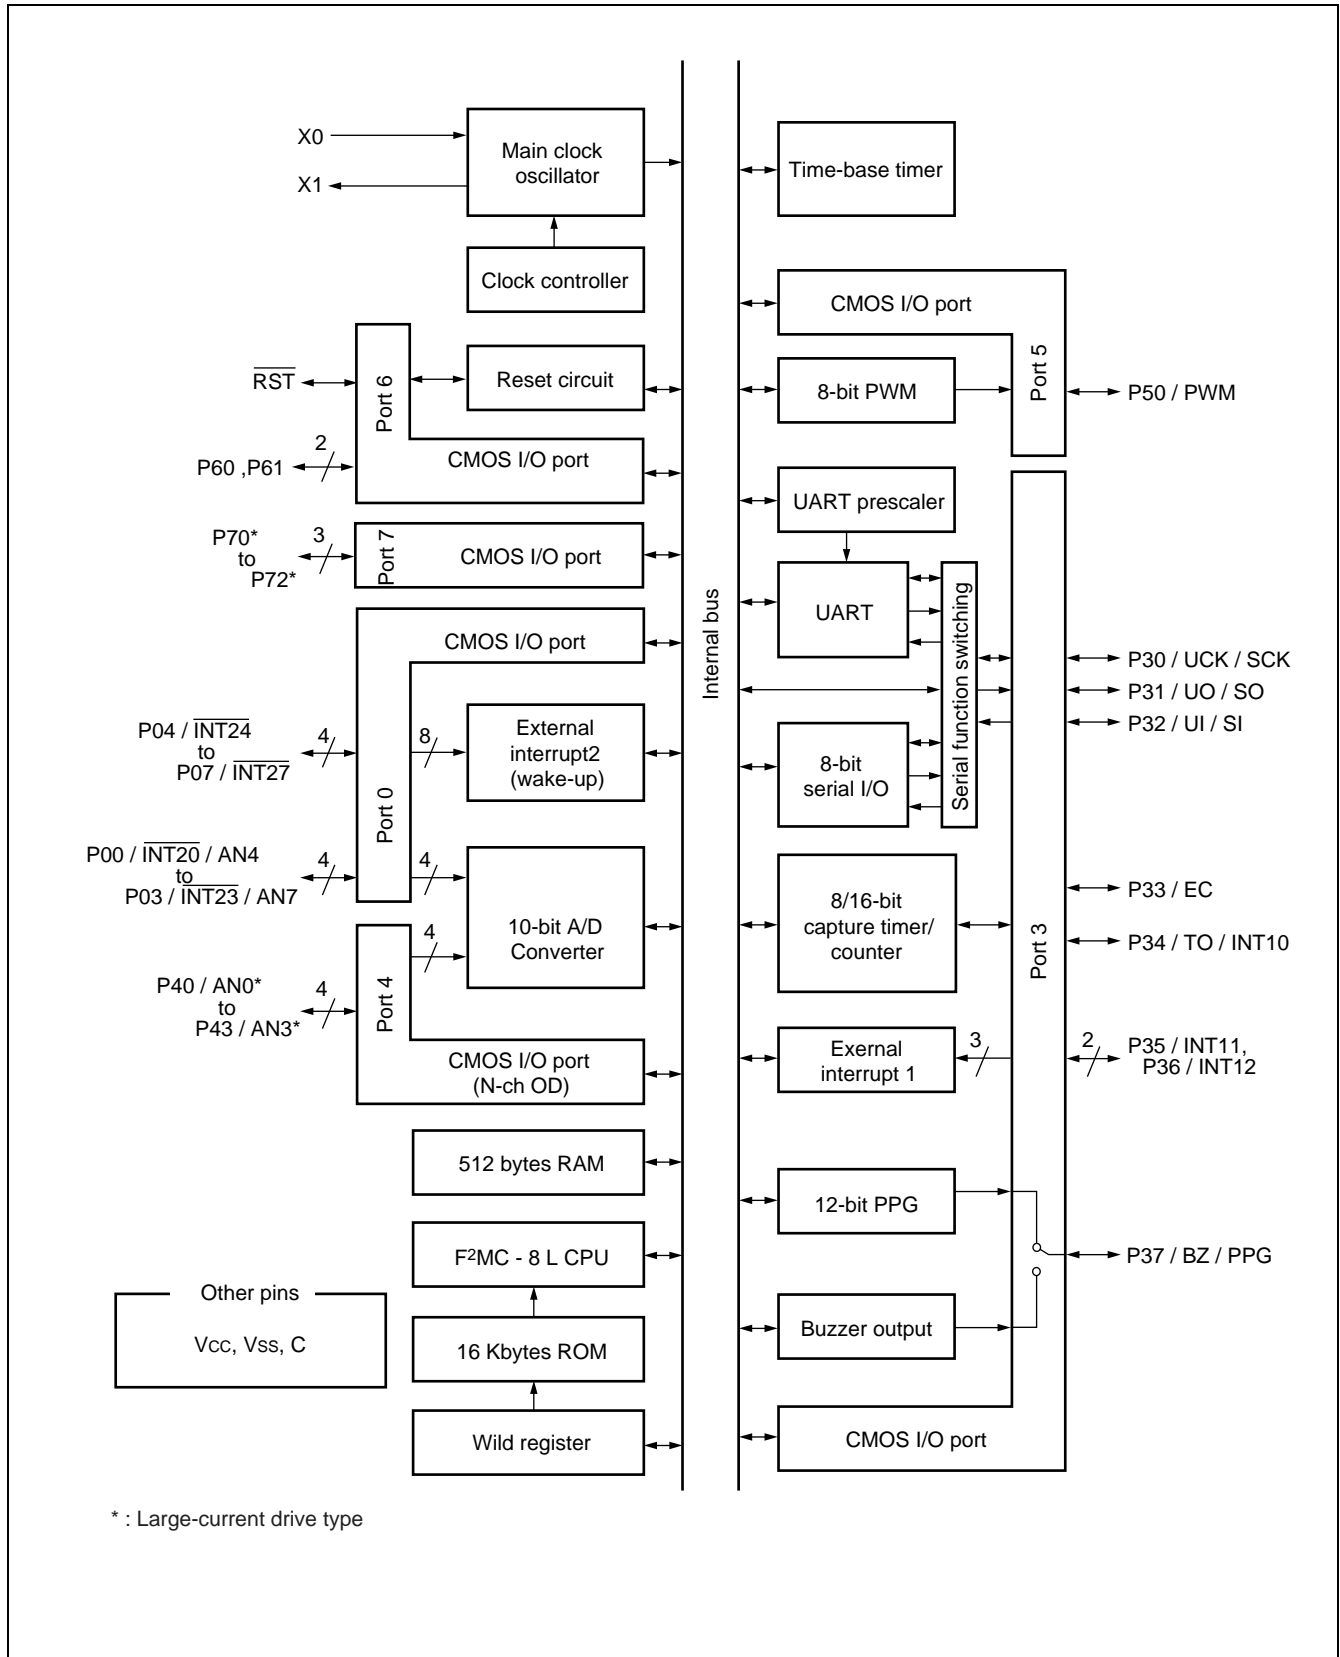 X0
X1
Main clock
oscillator
Clock controller
RST
Port 6
Reset circuit
2
P60 ,P61
CMOS I/O port
P70*
to
P72*
3
Port 7
CMOS I/O port
CMOS I/O port
P04 / INT24
to
P07 / INT27
4
Port 0
8
External
interrupt2
(wake-up)
P00 / INT20 / AN4
to
P03 / INT23 / AN7
4
4
10-bit A/D
Converter
4
P40 / AN0*
to
P43 / AN3*
4
Port 4
CMOS I/O port
(N-ch OD)
512 bytes RAM
F2MC - 8 L CPU
Other pins
VCC, VSS, C
16 Kbytes ROM
Wild register
* : Large-current drive type
Internal bus
Time-base timer
CMOS I/O port
Port 5
8-bit PWM
P50 / PWM
UART prescaler
UART
Serial function switching
8-bit
serial I/O
P30 / UCK / SCK
P31 / UO / SO
P32 / UI / SI
8/16-bit
capture timer/
counter
Port 3
P33 / EC
P34 / TO / INT10
Exernal
interrupt 1
3
2
P35 / INT11,
P36 / INT12
12-bit PPG
P37 / BZ / PPG
Buzzer output
CMOS I/O port